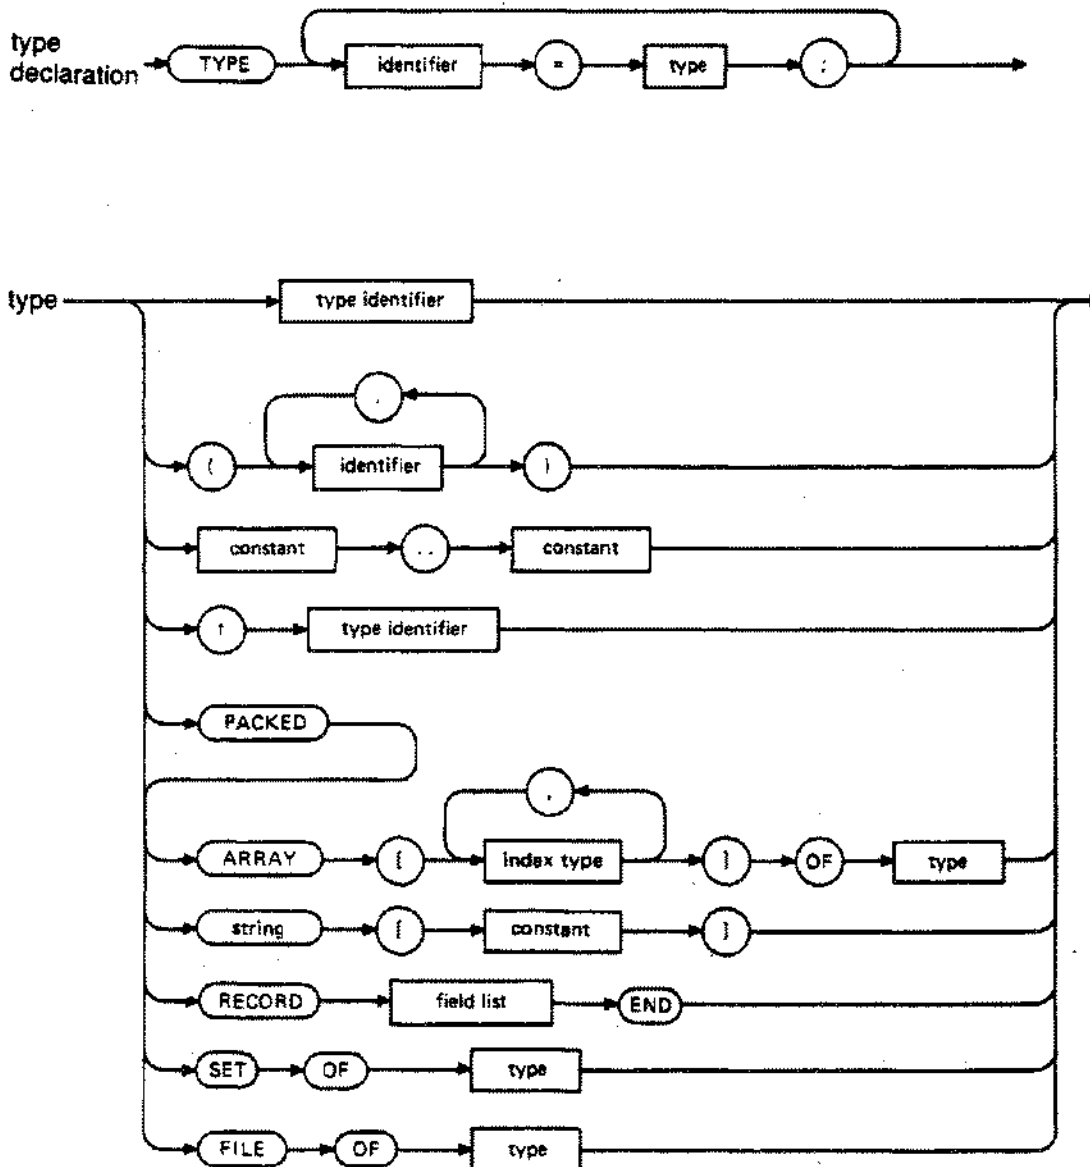 type
declaration TYPE identifier = type ;
type type identifier
,
( identifier )
constant .. constant
↑ type identifier
PACKED
,
ARRAY [ index type ] OF type
string [ constant ]
RECORD field list END
SET OF type
FILE OF type